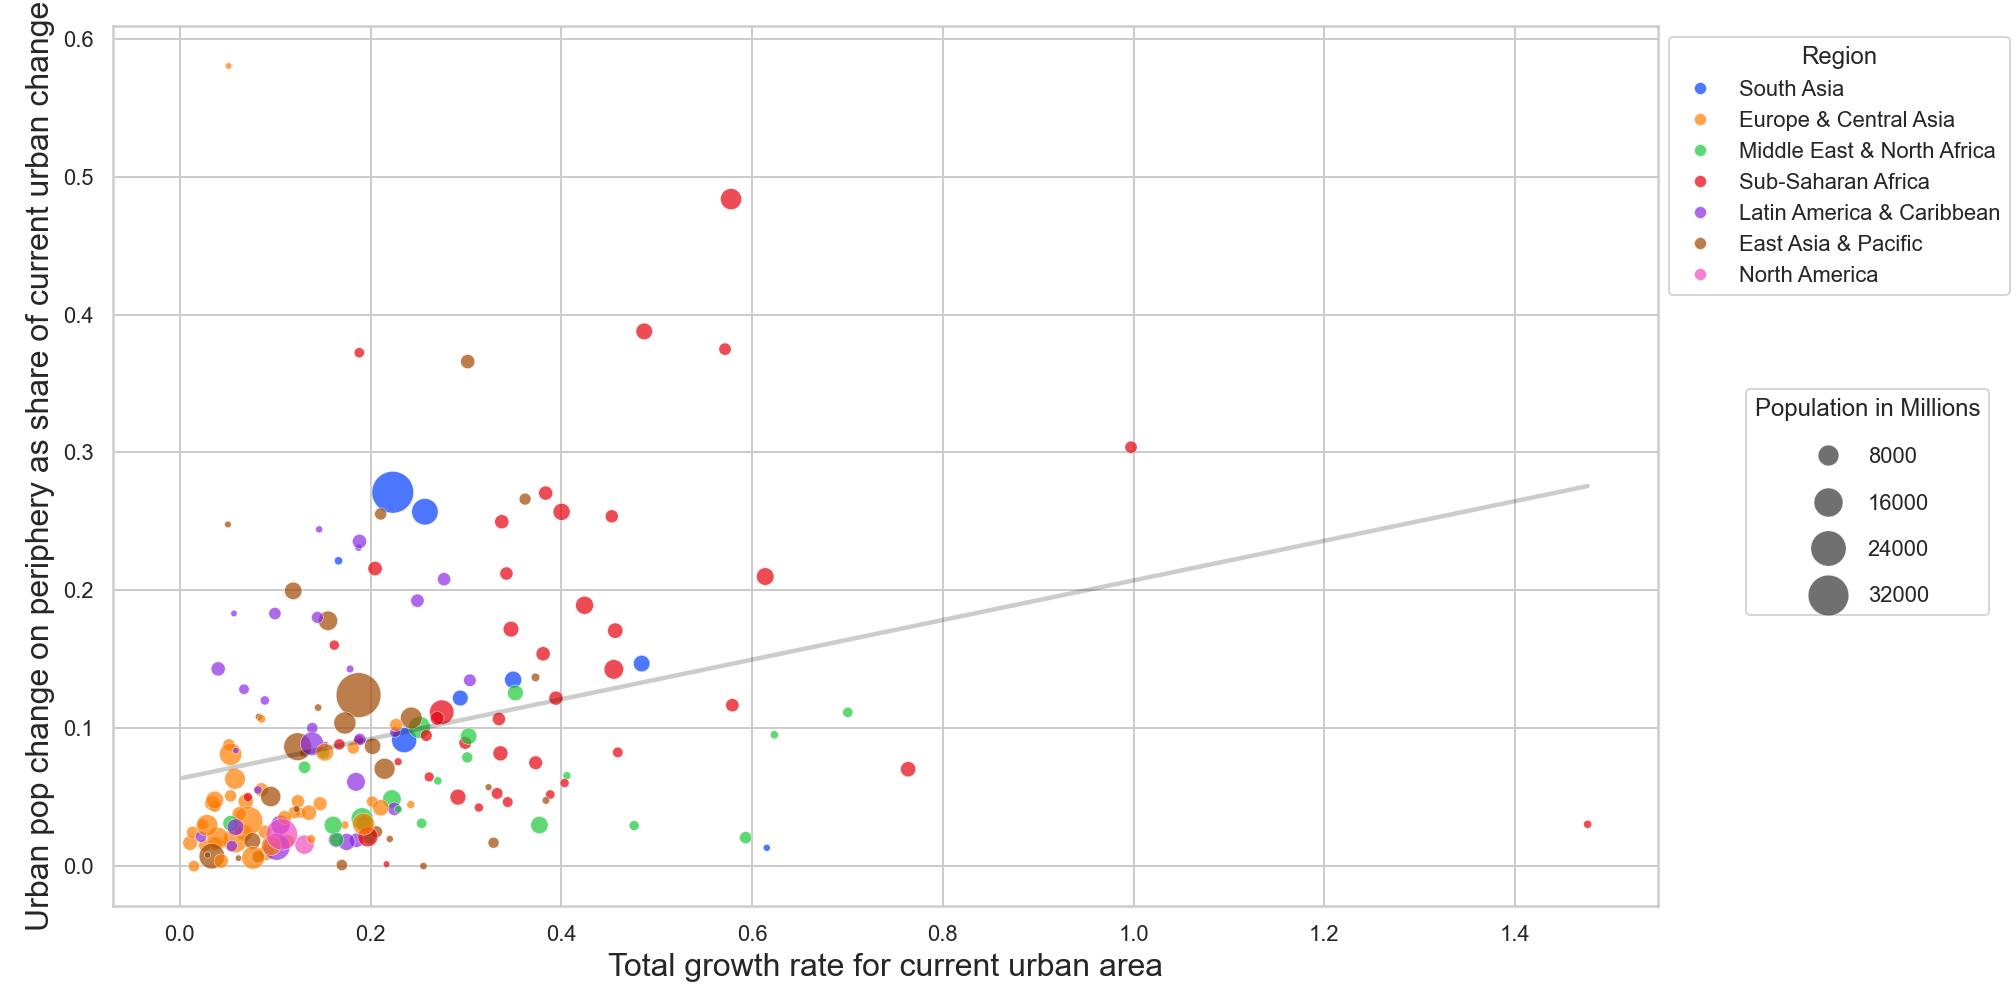 Urban pop change on periphery as share of current urban change
0.6
0.5
0.4
0.3
0.2
0.1
0.0
0.0 0.2 0.4 0.6 0.8 1.0 1.2 1.4
Total growth rate for current urban area
Region
South Asia
Europe & Central Asia
Middle East & North Africa
Sub-Saharan Africa
Latin America & Caribbean
East Asia & Pacific
North America
Population in Millions
8000
16000
24000
32000